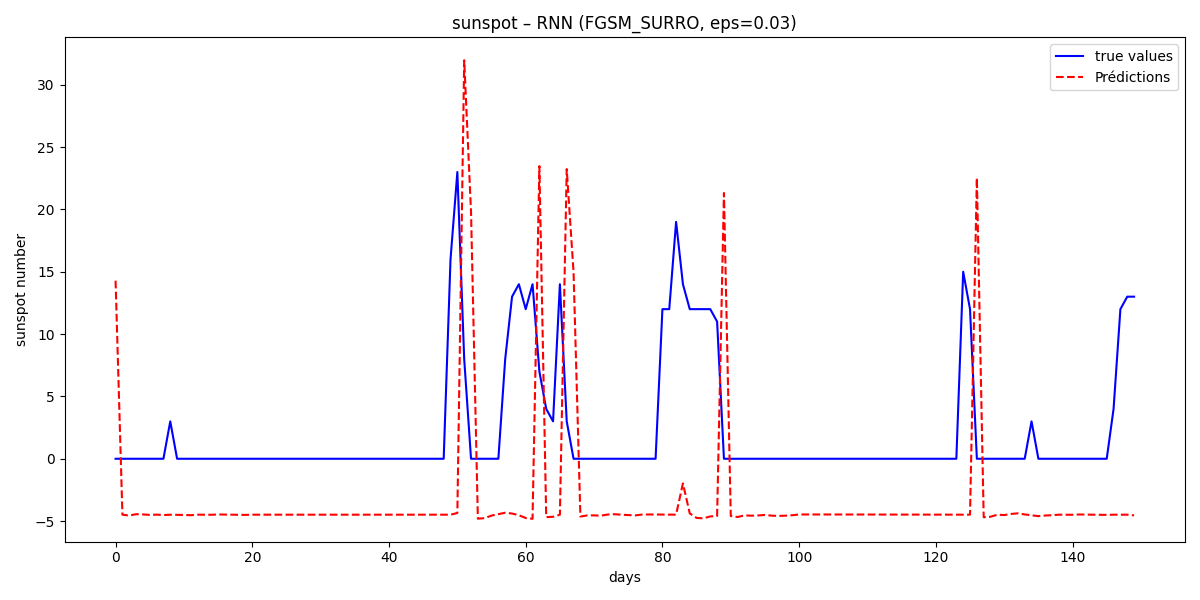 sunspot – RNN (FGSM_SURRO, eps=0.03)
true values
Prédictions
sunspot number
30
25
20
15
10
5
0
−5
0 20 40 60 80 100 120 140
days